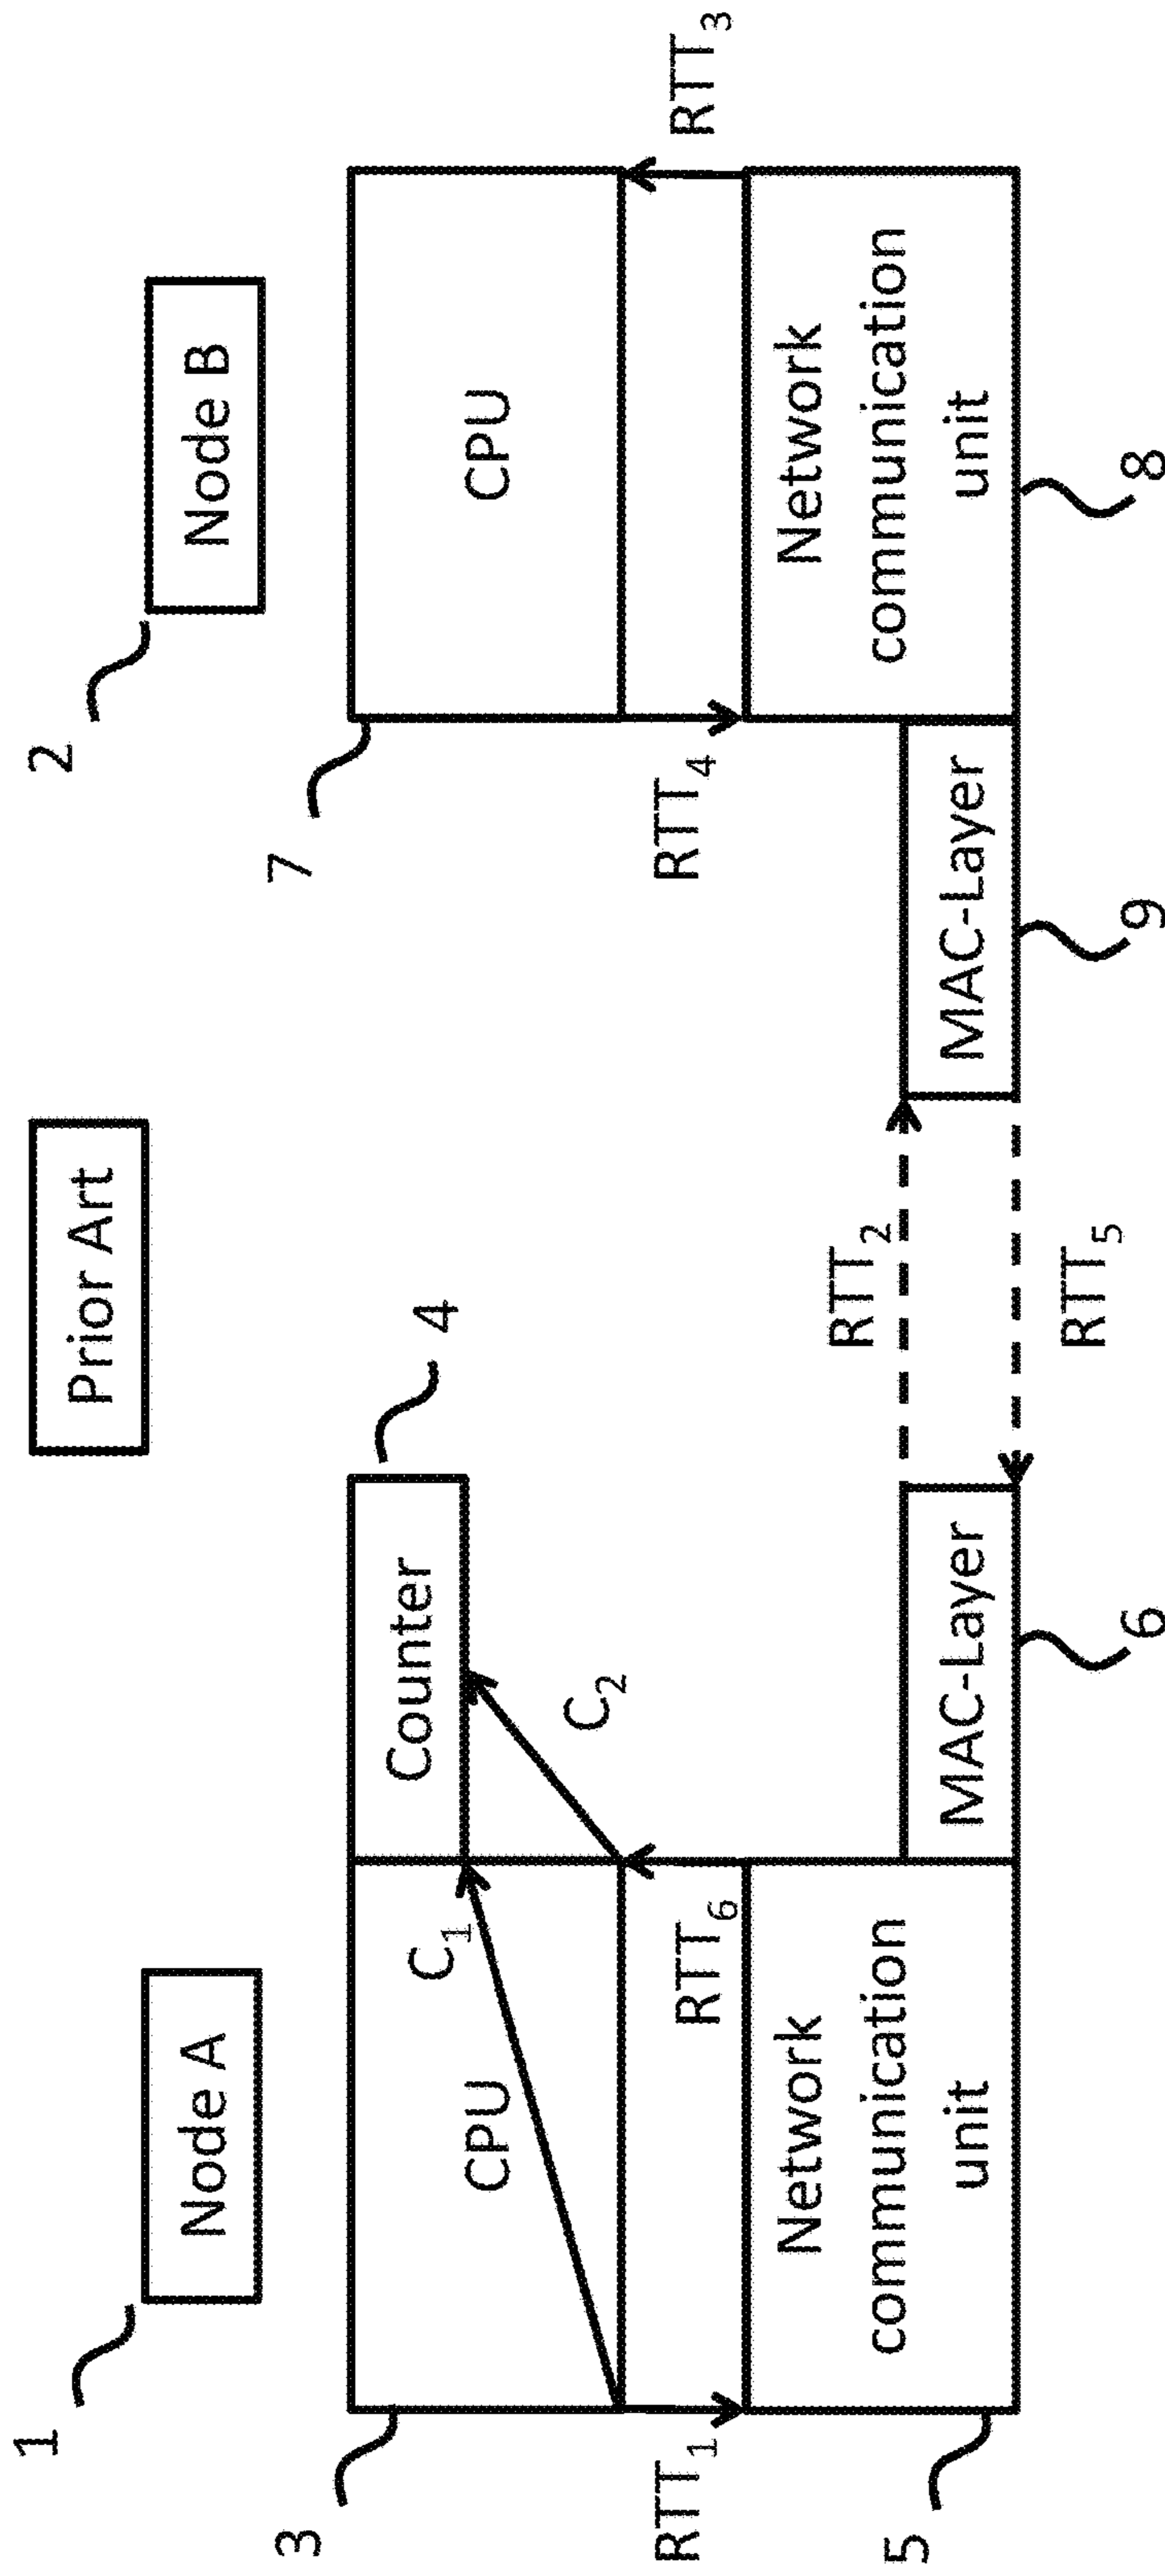 Prior Art
1
Node A
2
Node B
3
CPU
C1
Counter
4
C2
7
CPU
RTT1
RTT6
RTT4
RTT3
5
Network
communication
unit
MAC-Layer
6
RTT2
RTT5
MAC-Layer
9
Network
communication
unit
8